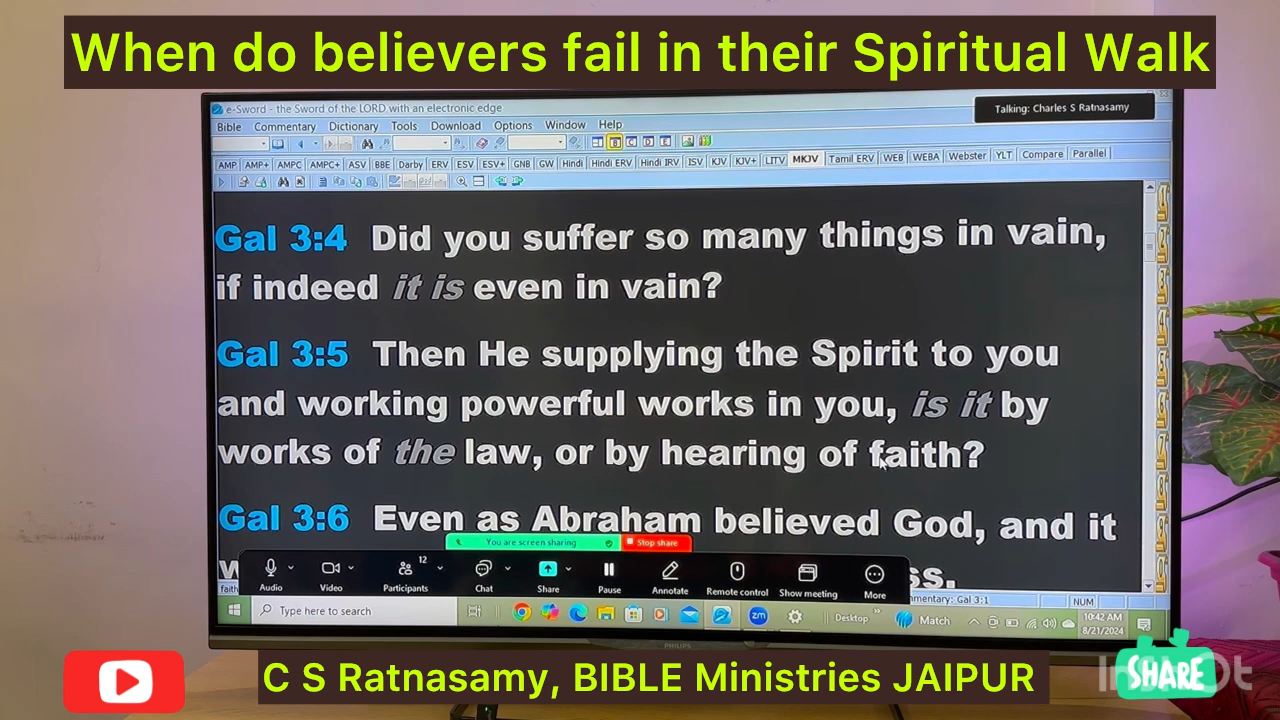 When do believers fail in their Spiritual Walk
e-Sword - the Sword of the LORD with an electronic edge
Talking: Charles S Ratnasamy
Bible Commentary Dictionary Tools Download Options Window Help
AMP AMP+ AMPC AMPC+ ASV BBE Darby ERV ESV ESV+ GNB GW Hindi Hindi ERV Hindi IRV ISV KJV KJV+ LITV MKJV Tamil ERV WEB WEBA Webster YLT Compare Parallel
Gal 3:4 Did you suffer so many things in vain,
if indeed it is even in vain?
Gal 3:5 Then He supplying the Spirit to you
and working powerful works in you, is it by
works of the law, or by hearing of faith?
Gal 3:6 Even as Abraham believed God, and it
You are screen sharing Stop share
12
Audio Video Participants Chat Share Pause Annotate Remote control Show meeting More
faith
mmentary: Gal 3:1 NUM
Type here to search
zm
Desktop
Match
10:42 AM
8/21/2024
PHILIPS
C S Ratnasamy, BIBLE Ministries JAIPUR
SHARE